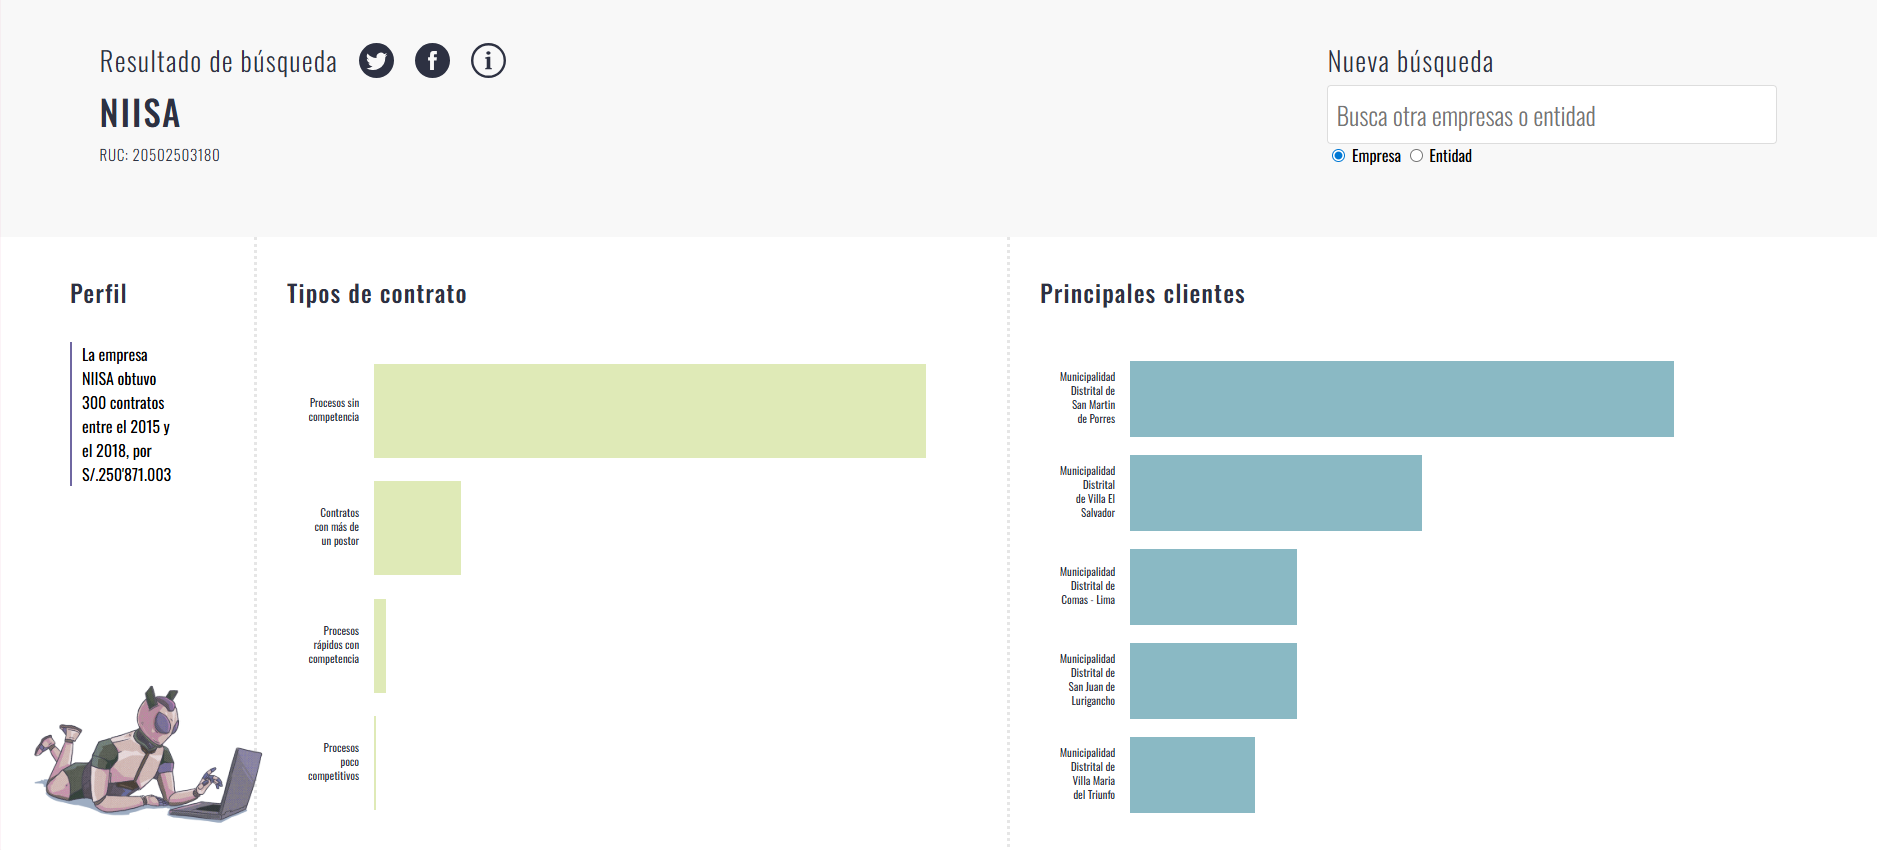 Resultado de búsqueda
NIISA
RUC: 20502503180
Nueva búsqueda
Busca otra empresas o entidad
Empresa Entidad
Perfil
La empresa
NIISA obtuvo
300 contratos
entre el 2015 y
el 2018, por
S/.250'871.003
Tipos de contrato
Procesos sin
competencia
Contratos
con más de
un postor
Procesos
rápidos con
competencia
Procesos
poco
competitivos
Principales clientes
Municipalidad
Distrital de
San Martin
de Porres
Municipalidad
Distrital
de Villa El
Salvador
Municipalidad
Distrital de
Comas - Lima
Municipalidad
Distrital de
San Juan de
Lurigancho
Municipalidad
Distrital de
Villa Maria
del Triunfo